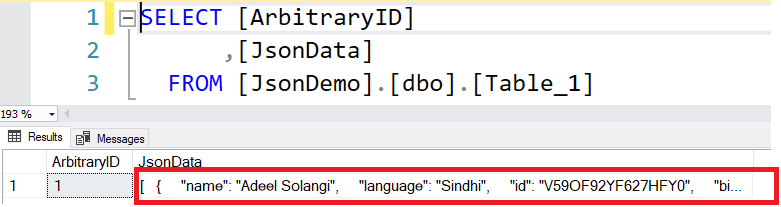 1 SELECT [ArbitraryID]
2 ,[JsonData]
3 FROM [JsonDemo].[dbo].[Table_1]
193 %
Results Messages
ArbitraryID JsonData
1 1 [ { "name": "Adeel Solangi", "language": "Sindhi", "id": "V59OF92YF627HFY0", "bi...